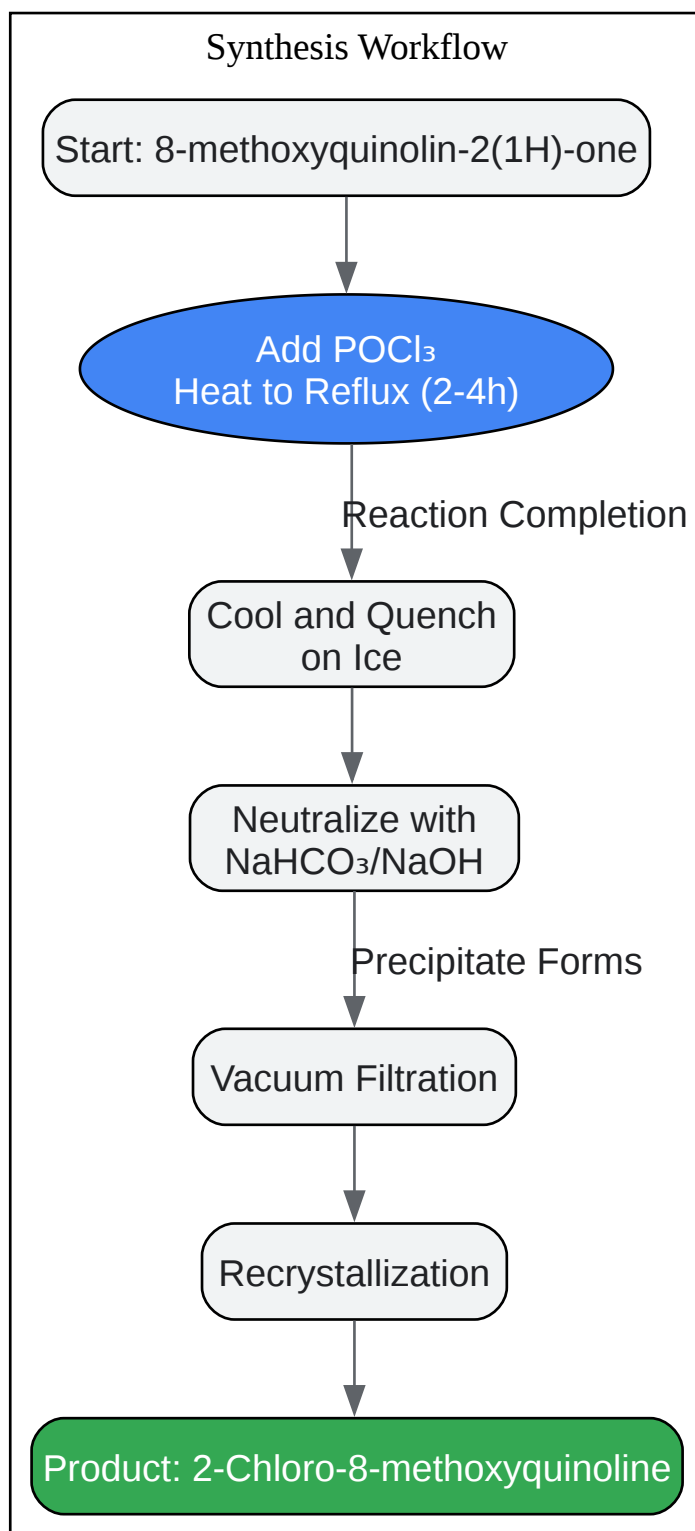 Synthesis Workflow
Start: 8-methoxyquinolin-2(1H)-one
Add POCl₃
Heat to Reflux (2-4h)
Reaction Completion
Cool and Quench
on Ice
Neutralize with
NaHCO₃/NaOH
Precipitate Forms
Vacuum Filtration
Recrystallization
Product: 2-Chloro-8-methoxyquinoline